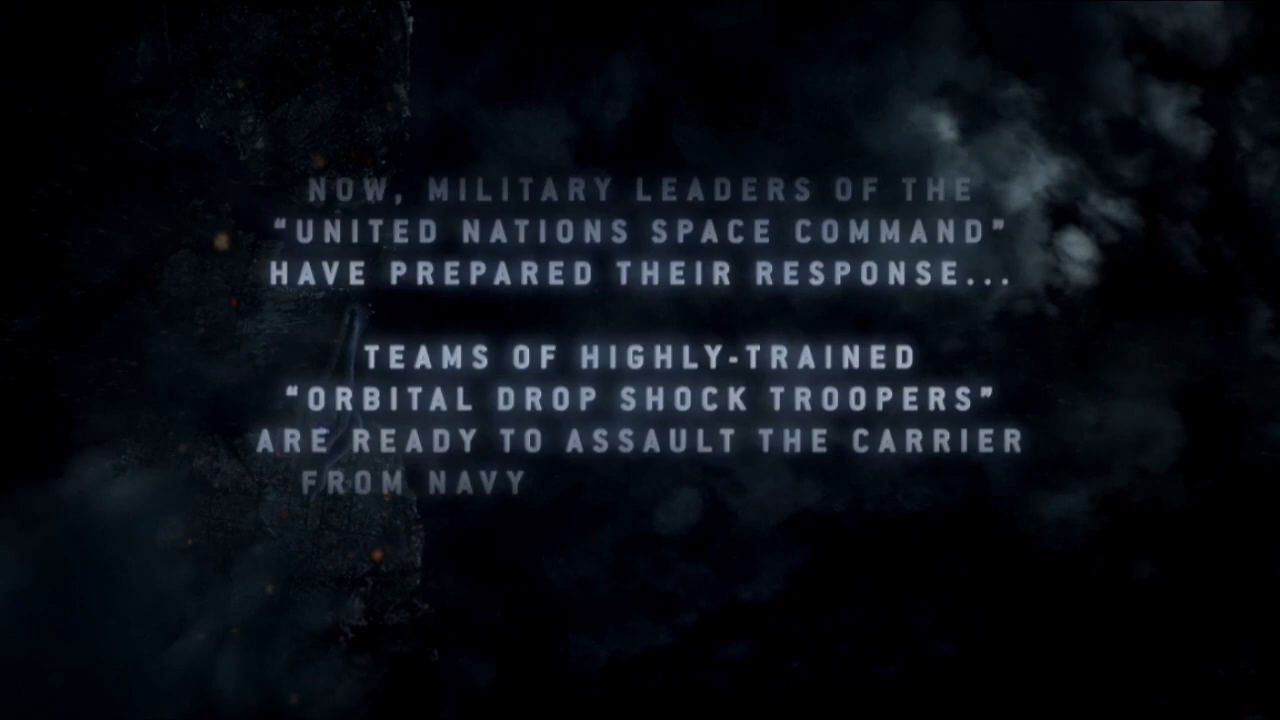 NOW, MILITARY LEADERS OF THE
“UNITED NATIONS SPACE COMMAND”
HAVE PREPARED THEIR RESPONSE...
TEAMS OF HIGHLY-TRAINED
“ORBITAL DROP SHOCK TROOPERS”
ARE READY TO ASSAULT THE CARRIER
FROM NAVY